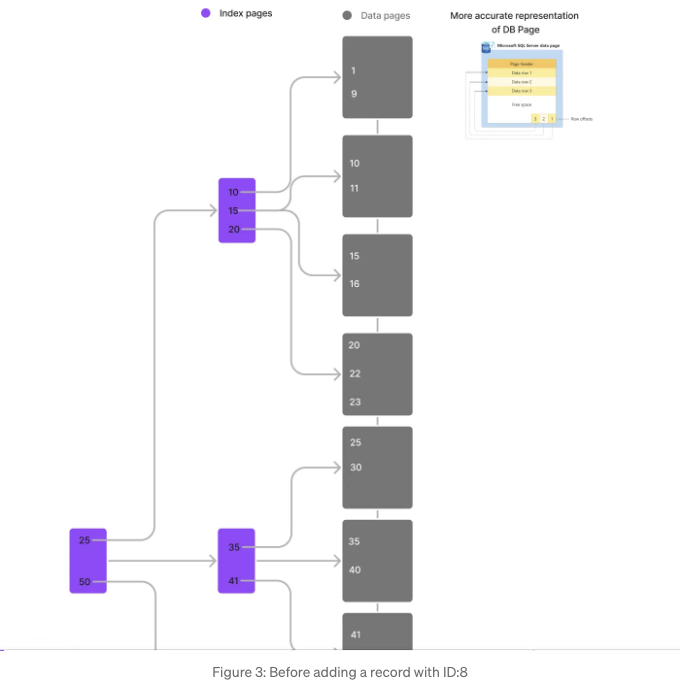 Index pages
Data pages
More accurate representation
of DB Page
Microsoft SQL Server data page
Page header
Data row 1
Data row 2
Data row 3
Free space
3 2 1
Row offsets
1
9
10
11
10
15
20
15
16
20
22
23
25
30
25
50
35
41
35
40
41
Figure 3: Before adding a record with ID:8